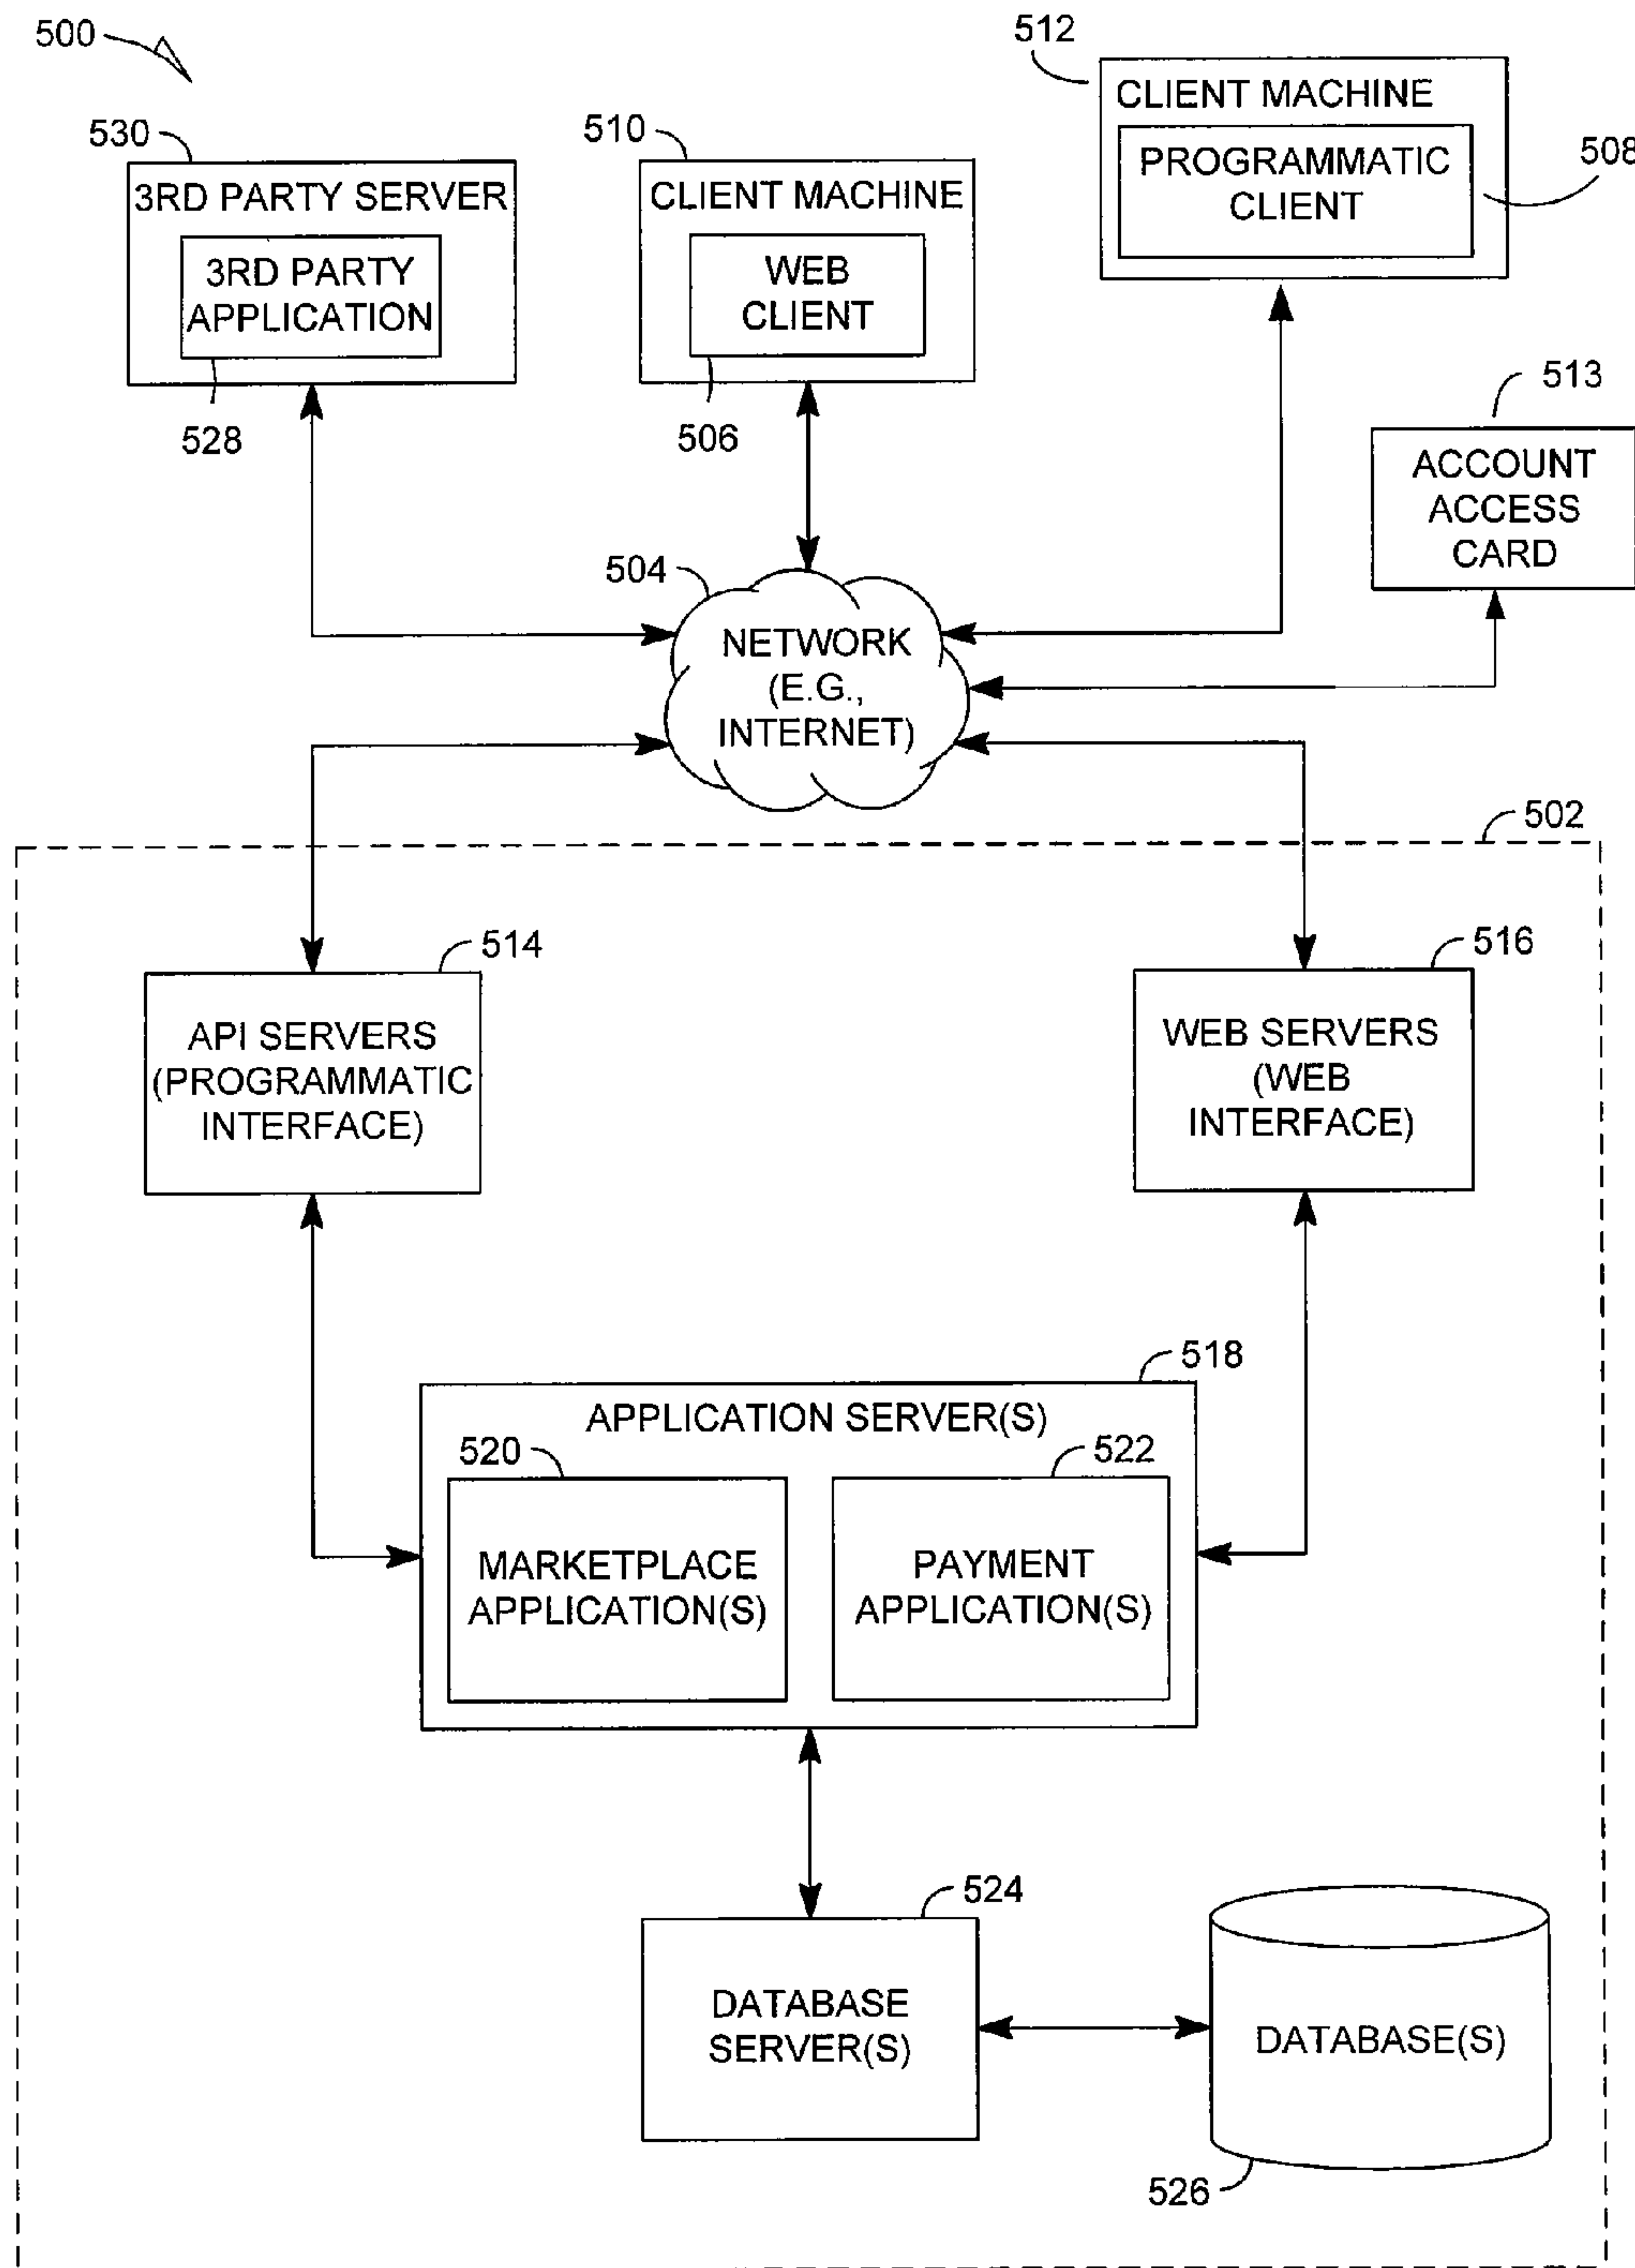 500
512
CLIENT MACHINE
PROGRAMMATIC
CLIENT
508
530
3RD PARTY SERVER
3RD PARTY
APPLICATION
528
510
CLIENT MACHINE
WEB
CLIENT
506
513
ACCOUNT
ACCESS
CARD
504
NETWORK
(E.G.,
INTERNET)
502
514
API SERVERS
(PROGRAMMATIC
INTERFACE)
516
WEB SERVERS
(WEB
INTERFACE)
518
APPLICATION SERVER(S)
520
MARKETPLACE
APPLICATION(S)
522
PAYMENT
APPLICATION(S)
524
DATABASE
SERVER(S)
DATABASE(S)
526